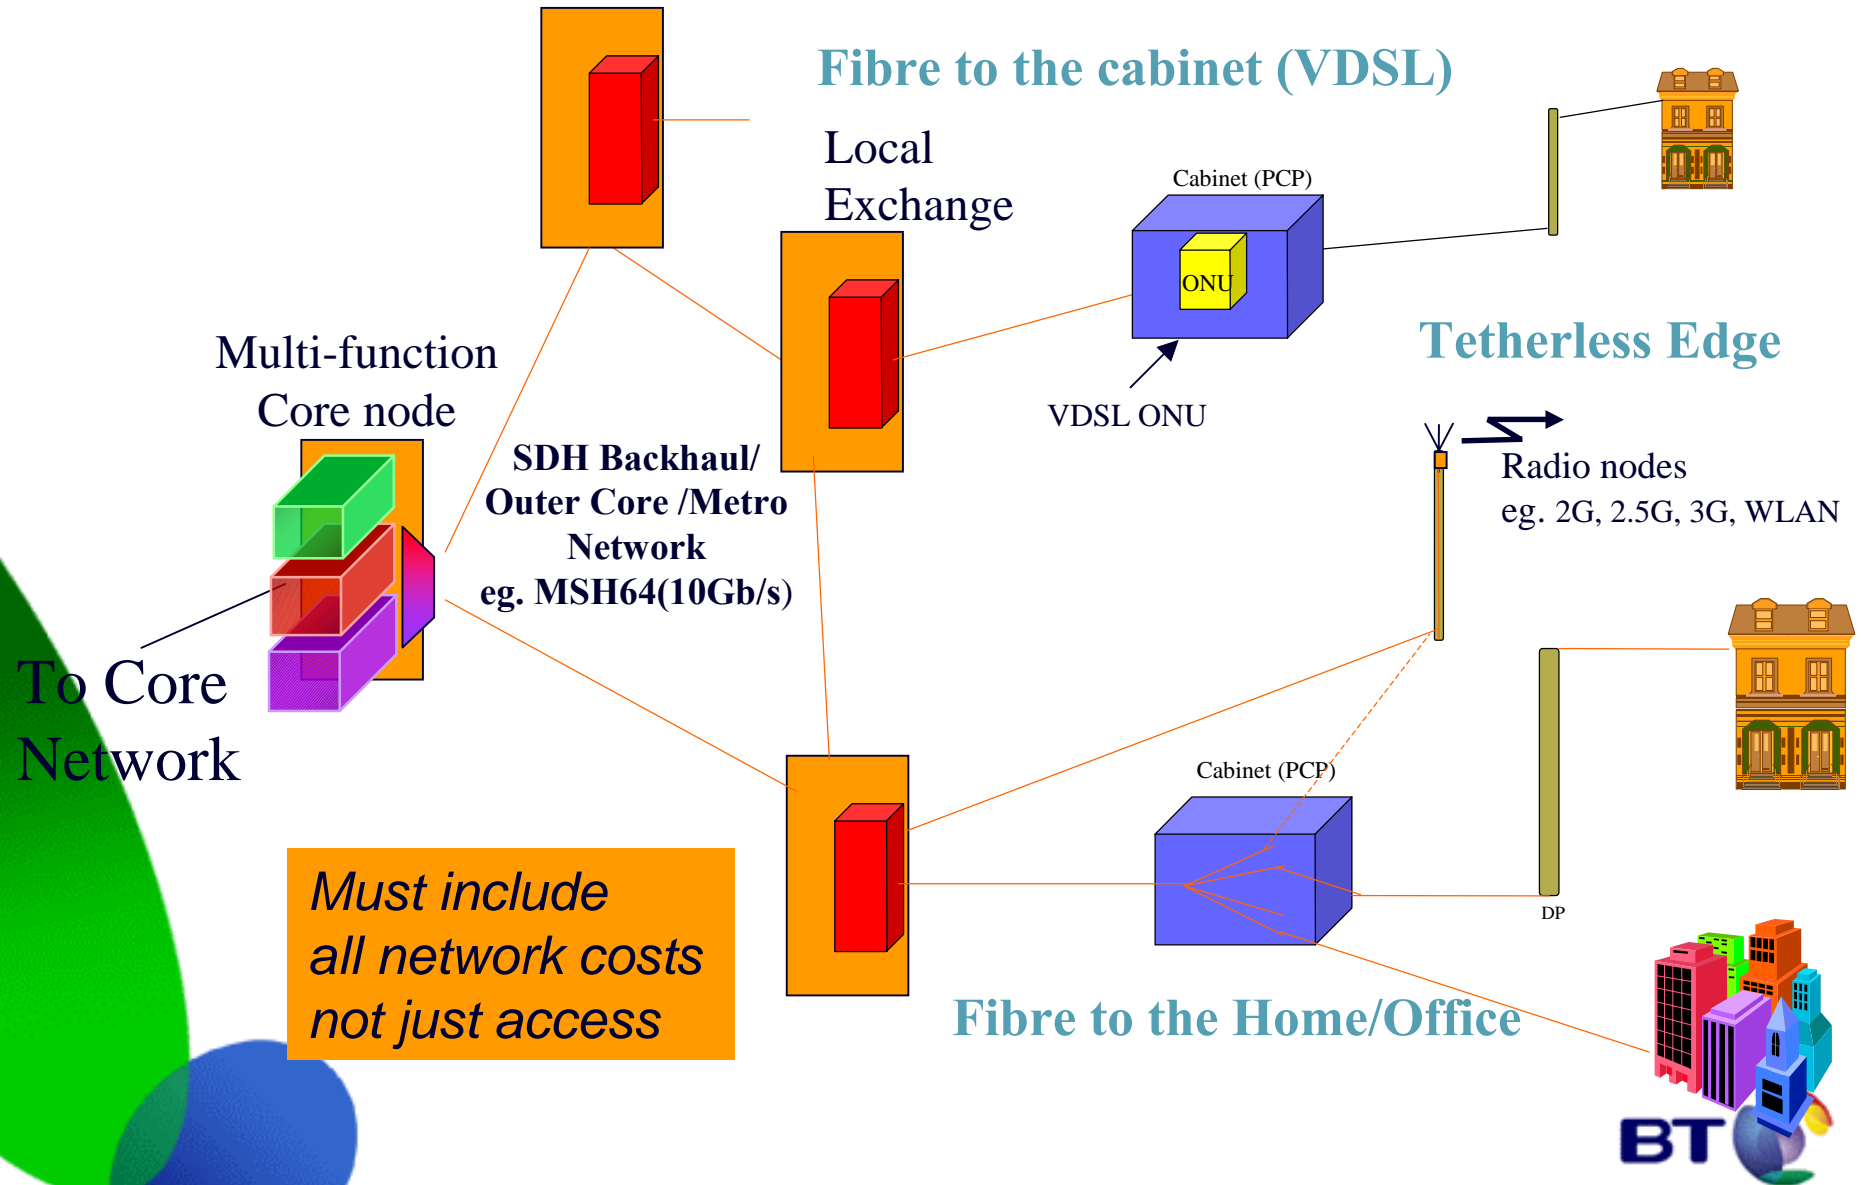 Fibre to the cabinet (VDSL)
Local
Exchange
Cabinet (PCP)
ONU
VDSL ONU
Tetherless Edge
Radio nodes
eg. 2G, 2.5G, 3G, WLAN
Multi-function
Core node
SDH Backhaul/
Outer Core /Metro
Network
eg. MSH64(10Gb/s)
To Core
Network
Cabinet (PCP)
DP
Must include
all network costs
not just access
Fibre to the Home/Office
BT